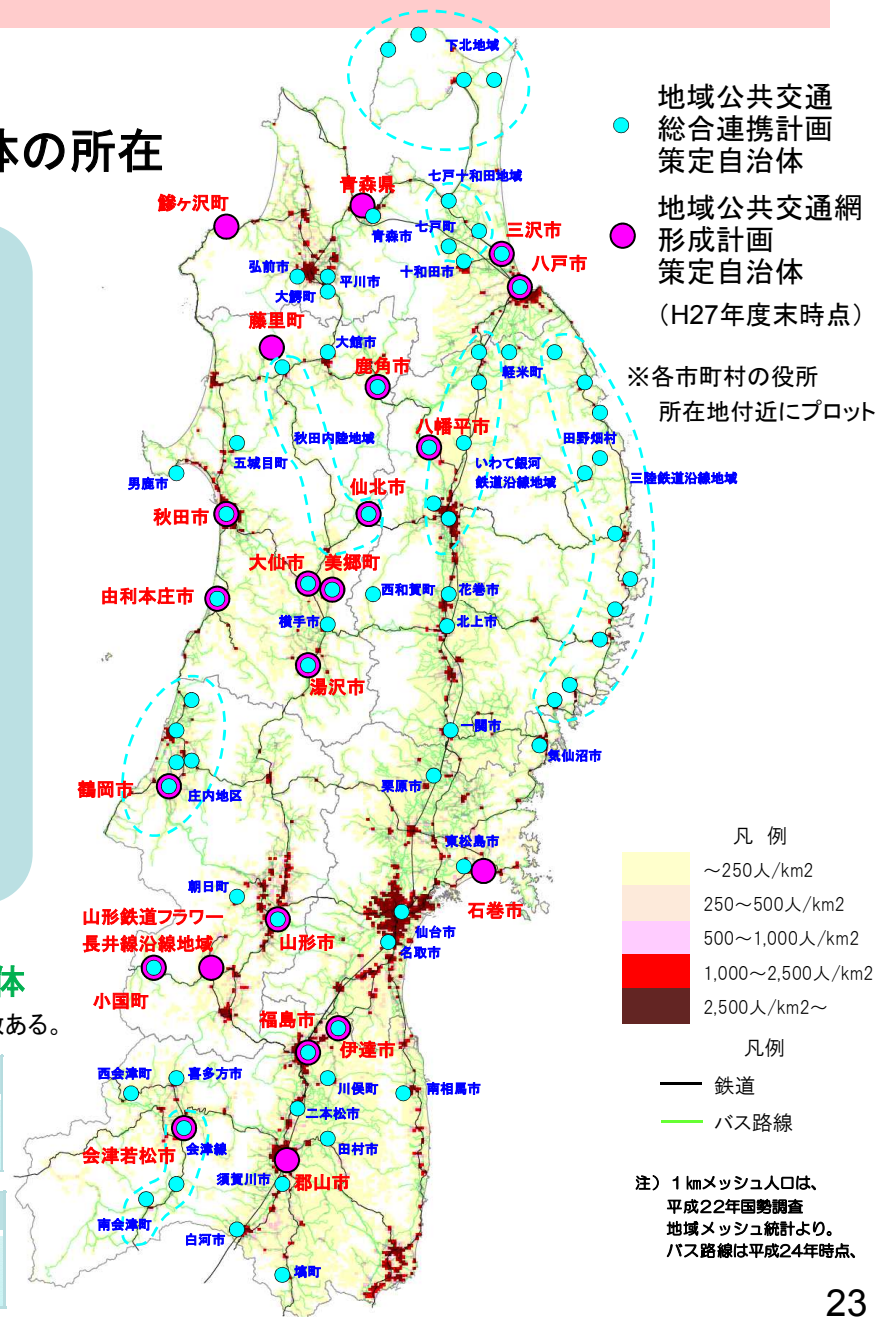 体の所在
体
数ある。
下北地域
七戸十和田地域
青森県
鰺ヶ沢町
青森市
七戸町
三沢市
十和田市
八戸市
弘前市
平川市
大鰐町
藤里町
大館市
鹿角市
軽米町
八幡平市
秋田内陸地域
五城目町
男鹿市
いわて銀河
鉄道沿線地域
田野畑村
三陸鉄道沿線地域
仙北市
秋田市
大仙市
美郷町
西和賀町
花巻市
由利本庄市
横手市
北上市
湯沢市
一関市
気仙沼市
栗原市
鶴岡市
庄内地区
東松島市
石巻市
朝日町
山形鉄道フラワー
長井線沿線地域
山形市
仙台市
名取市
小国町
福島市
伊達市
西会津町
喜多方市
川俣町
南相馬市
二本松市
会津若松市
会津線
田村市
須賀川市
郡山市
南会津町
白河市
塙町
地域公共交通
総合連携計画
策定自治体
地域公共交通網
形成計画
策定自治体
（H27年度末時点）
※各市町村の役所
所在地付近にプロット
凡 例
～250人/km2
250～500人/km2
500～1,000人/km2
1,000～2,500人/km2
2,500人/km2～
凡例
鉄道
バス路線
注）１㎞メッシュ人口は、
平成22年国勢調査
地域メッシュ統計より。
バス路線は平成24年時点、
23